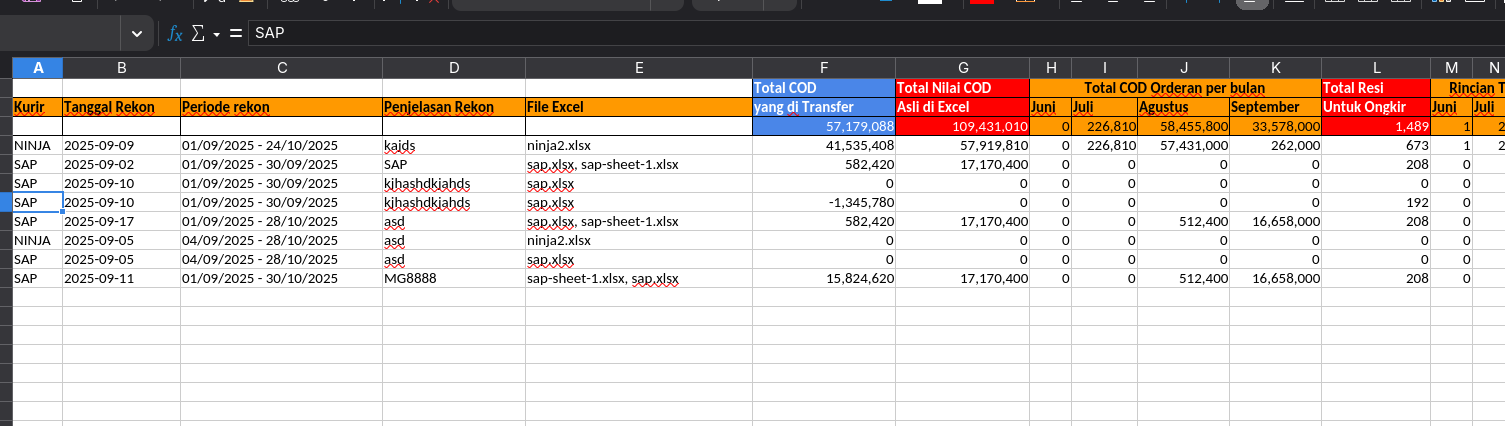 fx Σ = SAP
A B C D E F G H I J K L M N
Total COD Total Nilai COD Total COD Orderan per bulan Total Resi Rincian T
Kurir Tanggal Rekon Periode rekon Penjelasan Rekon File Excel yang di Transfer Asli di Excel Juni Juli Agustus September Untuk Ongkir Juni Juli
57,179,088 109,431,010 0 226,810 58,455,800 33,578,000 1,489 1 2
NINJA 2025-09-09 01/09/2025 - 24/10/2025 kajds ninja2.xlsx 41,535,408 57,919,810 0 226,810 57,431,000 262,000 673 1 2
SAP 2025-09-02 01/09/2025 - 30/09/2025 SAP sap.xlsx, sap-sheet-1.xlsx 582,420 17,170,400 0 0 0 0 208 0
SAP 2025-09-10 01/09/2025 - 30/09/2025 kjhashdkjahds sap.xlsx 0 0 0 0 0 0 0 0
SAP 2025-09-10 01/09/2025 - 30/09/2025 kjhashdkjahds sap.xlsx -1,345,780 0 0 0 0 0 192 0
SAP 2025-09-17 01/09/2025 - 28/10/2025 asd sap.xlsx, sap-sheet-1.xlsx 582,420 17,170,400 0 0 512,400 16,658,000 208 0
NINJA 2025-09-05 04/09/2025 - 28/10/2025 asd ninja2.xlsx 0 0 0 0 0 0 0 0
SAP 2025-09-05 04/09/2025 - 28/10/2025 asd sap.xlsx 0 0 0 0 0 0 0 0
SAP 2025-09-11 01/09/2025 - 30/10/2025 MG8888 sap-sheet-1.xlsx, sap.xlsx 15,824,620 17,170,400 0 0 512,400 16,658,000 208 0